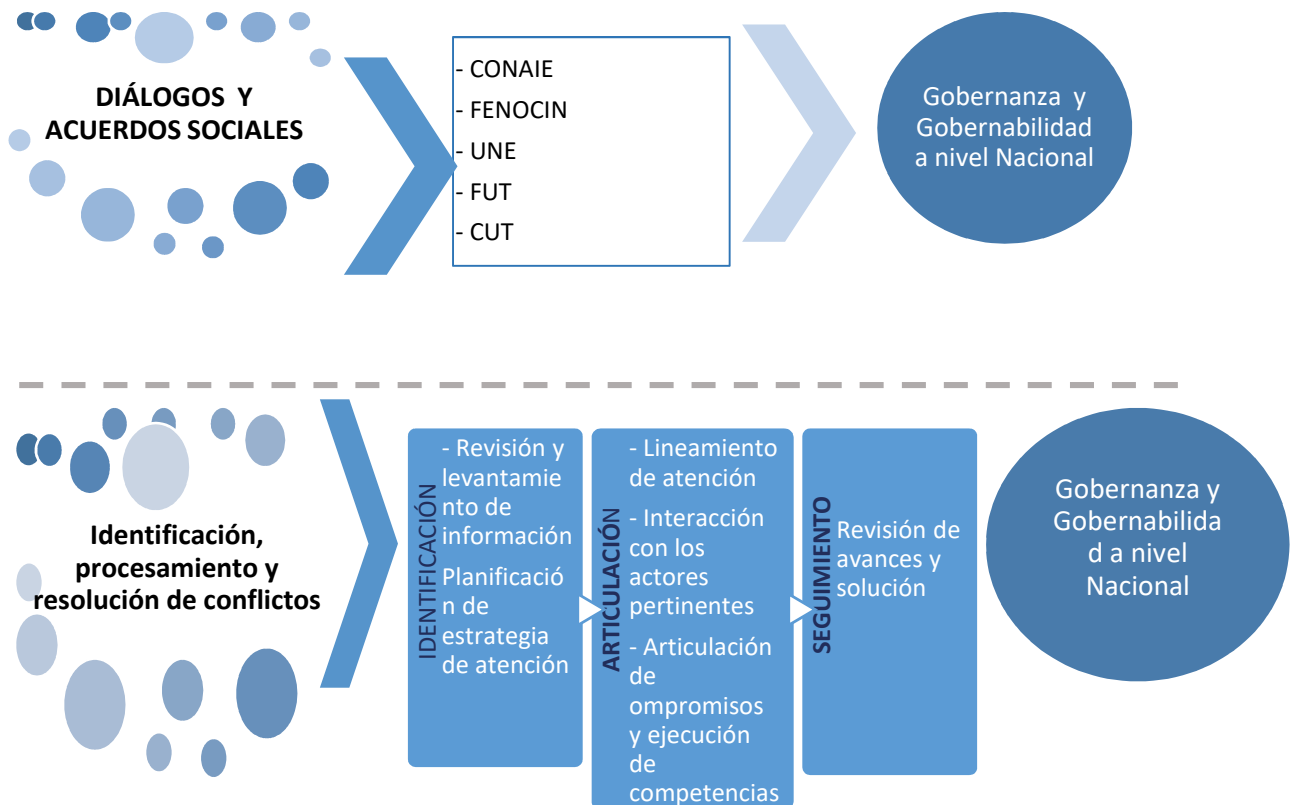 DIÁLOGOS Y
ACUERDOS SOCIALES
- CONAIE
- FENOCIN
- UNE
- FUT
- CUT
Gobernanza y
Gobernabilidad
a nivel Nacional
Identificación,
procesamiento y
resolución de conflictos
IDENTIFICACIÓN
- Revisión y
levantamie
nto de
información
Planificació
n de
estrategia
de atención
ARTICULACIÓN
- Lineamiento
de atención
- Interacción
con los
actores
pertinentes
- Articulación
de
ompromisos
y ejecución
de
competencias
SEGUIMIENTO
Revisión de
avances y
solución
Gobernanza y
Gobernabilida
d a nivel
Nacional